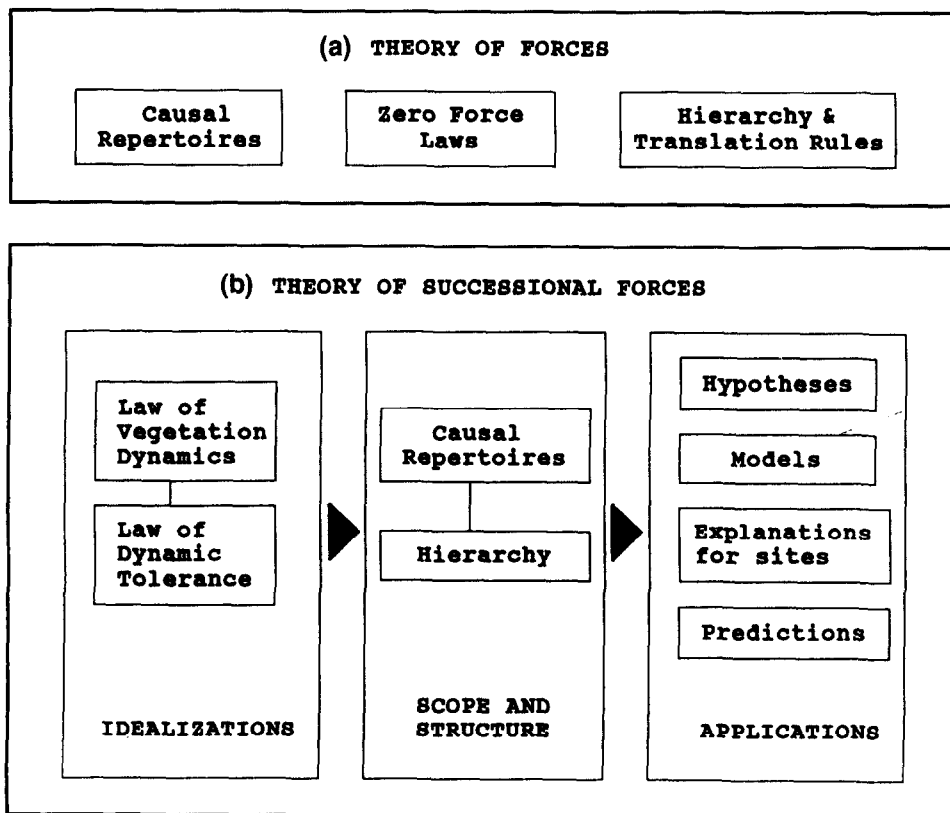 (a) THEORY OF FORCES
Causal
Repertoires
Zero Force
Laws
Hierarchy &
Translation Rules
(b) THEORY OF SUCCESSIONAL FORCES
Law of
Vegetation
Dynamics
Law of
Dynamic
Tolerance
IDEALIZATIONS
Causal
Repertoires
Hierarchy
SCOPE AND
STRUCTURE
Hypotheses
Models
Explanations
for sites
Predictions
APPLICATIONS